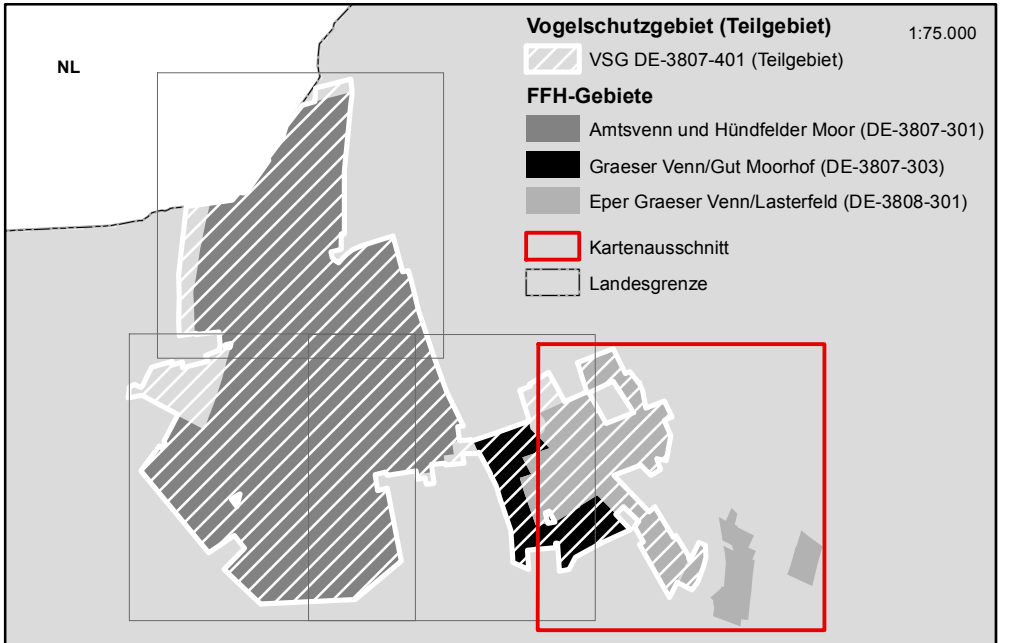 NL
Vogelschutzgebiet (Teilgebiet)
1:75.000
VSG DE-3807-401 (Teilgebiet)
FFH-Gebiete
Amtsvenn und Hündfelder Moor (DE-3807-301)
Graeser Venn/Gut Moorhof (DE-3807-303)
Eper Graeser Venn/Lasterfeld (DE-3808-301)
Kartenausschnitt
Landesgrenze